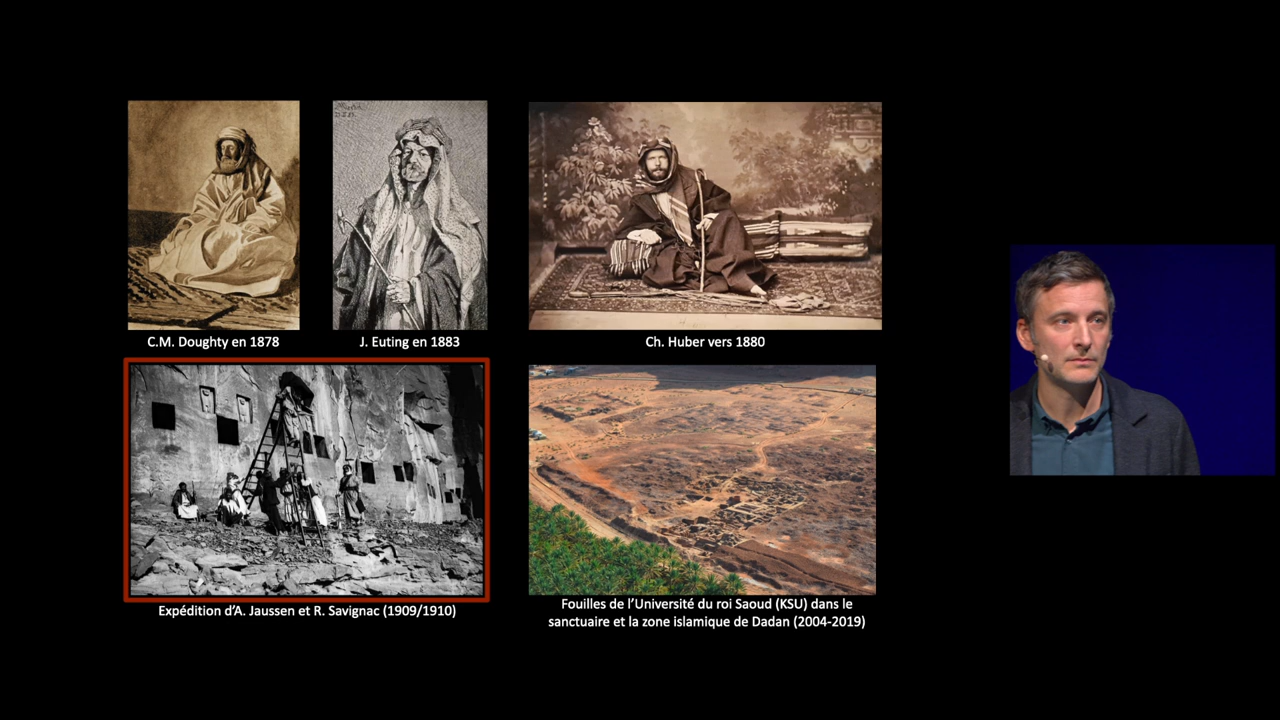 C.M. Doughty en 1878
J. Euting en 1883
Ch. Huber vers 1880
Expédition d'A. Jaussen et R. Savignac (1909/1910)
Fouilles de l'Université du roi Saoud (KSU) dans le
sanctuaire et la zone islamique de Dadan (2004-2019)